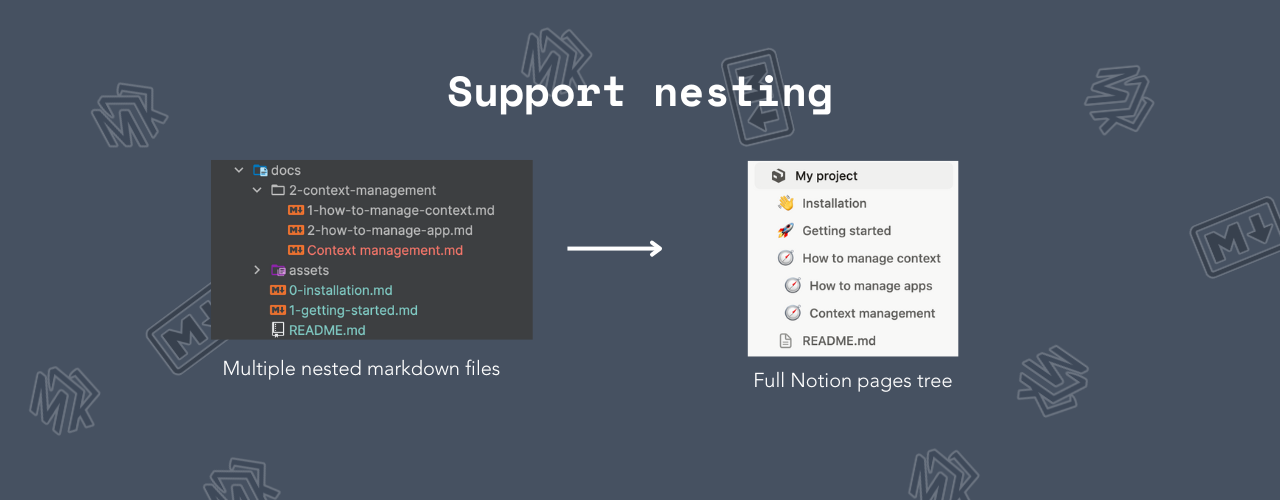 Support nesting
docs
2-context-management
1-how-to-manage-context.md
2-how-to-manage-app.md
Context management.md
assets
0-installation.md
1-getting-started.md
README.md
Multiple nested markdown files
My project
Installation
Getting started
How to manage context
How to manage apps
Context management
README.md
Full Notion pages tree